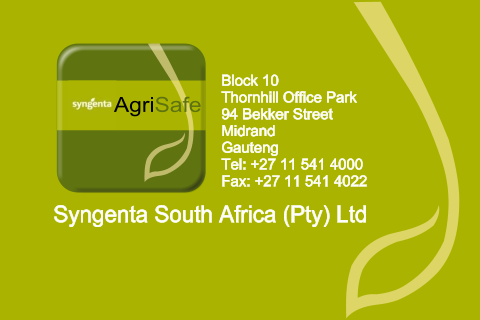 syngenta AgriSafe
Block 10
Thornhill Office Park
94 Bekker Street
Midrand
Gauteng
Tel: +27 11 541 4000
Fax: +27 11 541 4022
Syngenta South Africa (Pty) Ltd